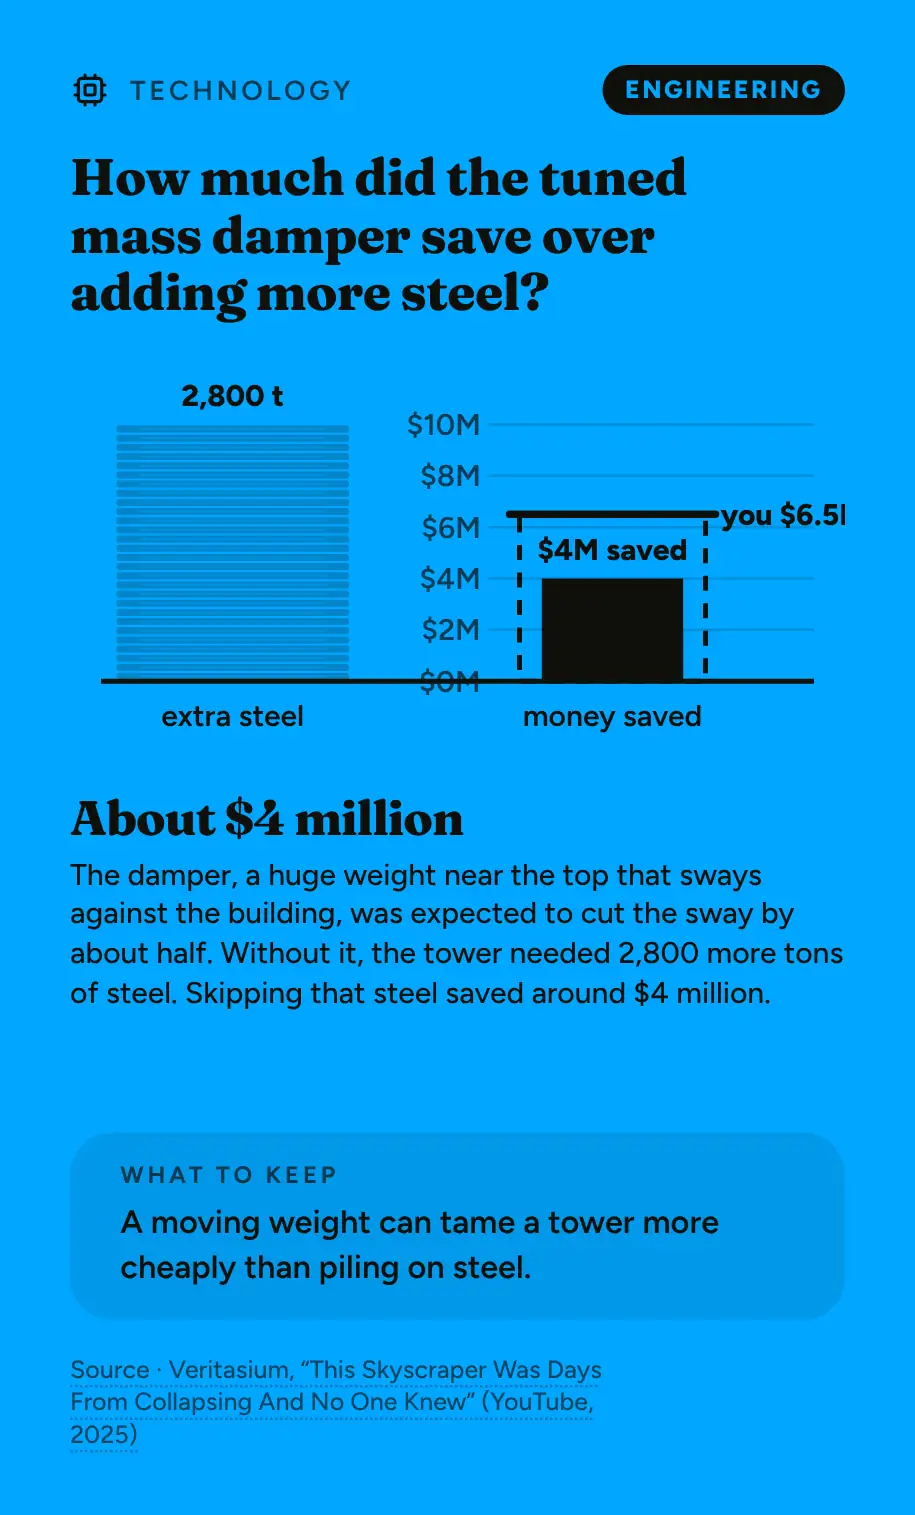 TECHNOLOGY
ENGINEERING
How much did the tuned
mass damper save over
adding more steel?
2,800 t
$10M
$8M
$6M
$4M
$2M
$0M
you $6.5
$4M saved
extra steel
money saved
About $4 million
The damper, a huge weight near the top that sways
against the building, was expected to cut the sway by
about half. Without it, the tower needed 2,800 more tons
of steel. Skipping that steel saved around $4 million.
WHAT TO KEEP
A moving weight can tame a tower more
cheaply than piling on steel.
Source · Veritasium, “This Skyscraper Was Days
From Collapsing And No One Knew” (YouTube,
2025)